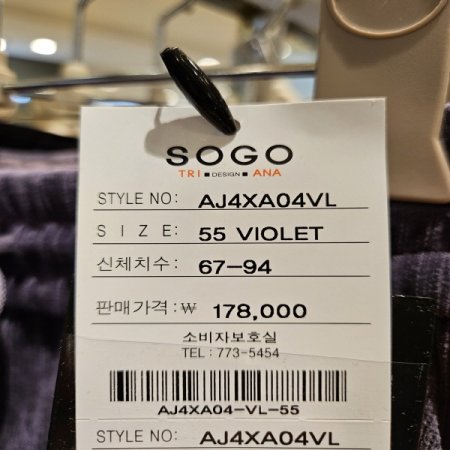 SOGO
TRI ■ DESIGN ■ ANA
STYLE NO: AJ4XA04VL
SIZE: 55 VIOLET
신체치수: 67-94
판매가격:₩ 178,000
소비자보호실
TEL : 773-5454
AJ4XA04-VL-55
STYLE NO: AJ4XA04VL